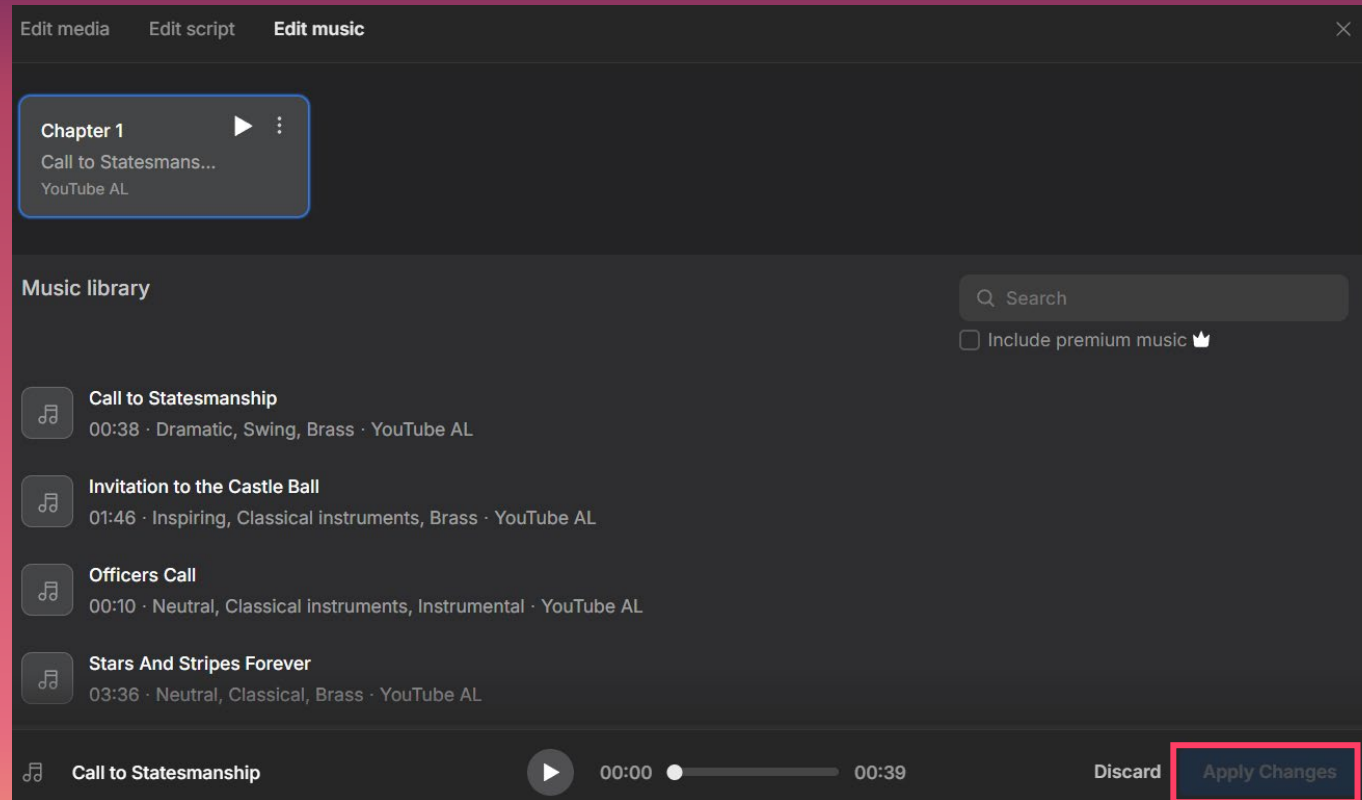 Edit media Edit script Edit music
Chapter 1
Call to Statesmans...
YouTube AL
Music library
Search
Include premium music
Call to Statesmanship
00:38 · Dramatic, Swing, Brass · YouTube AL
Invitation to the Castle Ball
01:46 · Inspiring, Classical instruments, Brass · YouTube AL
Officers Call
00:10 · Neutral, Classical instruments, Instrumental · YouTube AL
Stars And Stripes Forever
03:36 · Neutral, Classical, Brass · YouTube AL
Call to Statesmanship 00:00 00:39 Discard Apply Changes